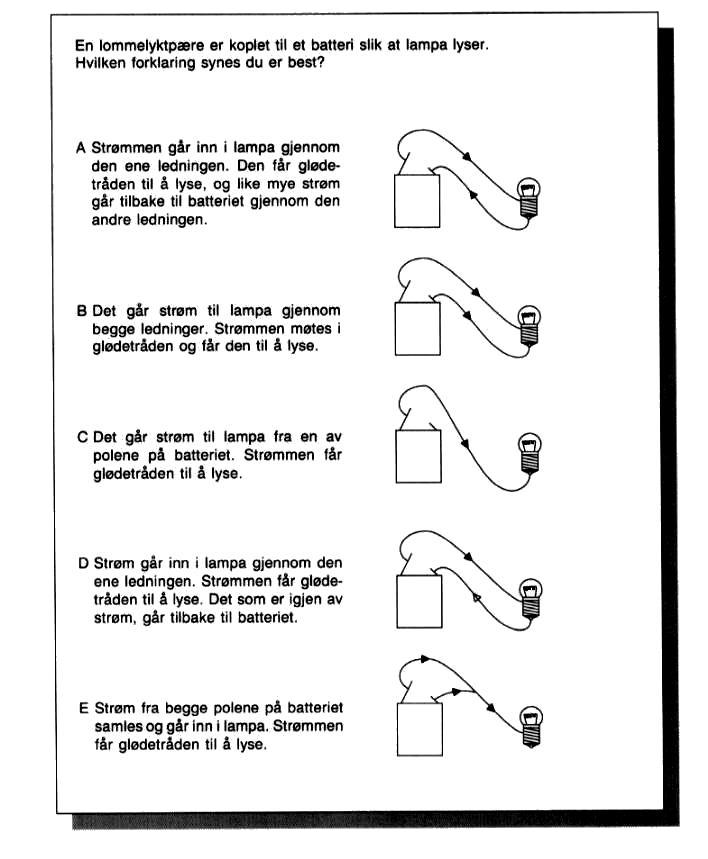 En lommelyktpære er koplet til et batteri slik at lampa lyser.
Hvilken forklaring synes du er best?
A Strømmen går inn i lampa gjennom
den ene ledningen. Den får gløde-
tråden til å lyse, og like mye strøm
går tilbake til batteriet gjennom den
andre ledningen.
B Det går strøm til lampa gjennom
begge ledninger. Strømmen møtes i
glødetråden og får den til å lyse.
C Det går strøm til lampa fra en av
polene på batteriet. Strømmen får
glødetråden til å lyse.
D Strøm går inn i lampa gjennom den
ene ledningen. Strømmen får gløde-
tråden til å lyse. Det som er igjen av
strøm, går tilbake til batteriet.
E Strøm fra begge polene på batteriet
samles og går inn i lampa. Strømmen
får glødetråden til å lyse.